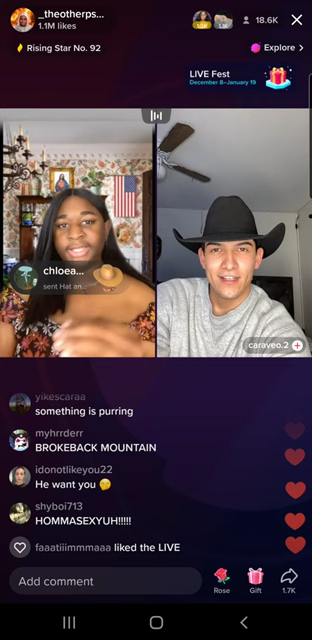 _theotherps...
1.1M likes
18.6K
Rising Star No. 92
Explore >
LIVE Fest
December 8–January 19
chloea...
sent Hat an...
caraveo.2
yikescaraa
something is purring
myhrrderr
BROKEBACK MOUNTAIN
idonotlikeyou22
He want you 🤭
shyboi713
HOMMASEXYUH!!!!!
faaatiiimmmaaa liked the LIVE
Add comment
Rose
Gift
1.7K